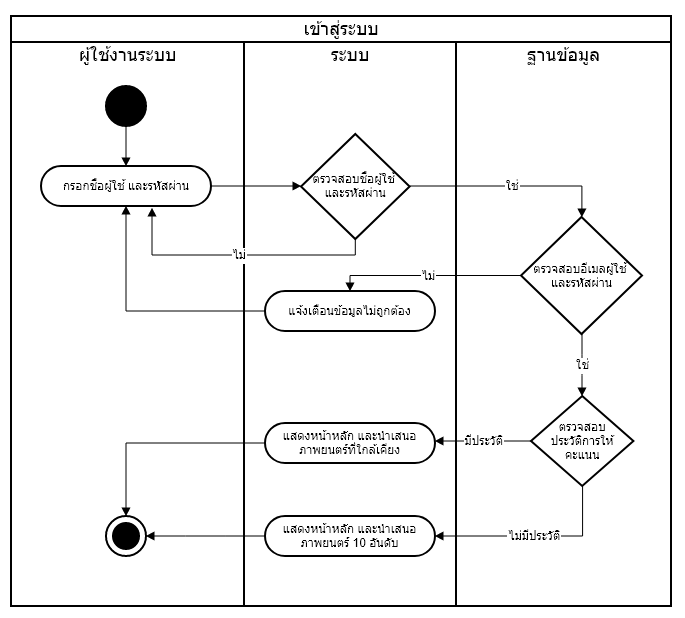 เข้าสู่ระบบ
ผู้ใช้งานระบบ
ระบบ
ฐานข้อมูล
กรอกชื่อผู้ใช้ และรหัสผ่าน
ตรวจสอบชื่อผู้ใช้
และรหัสผ่าน
ใช่
ไม่
ตรวจสอบอีเมลผู้ใช้
และรหัสผ่าน
ไม่
แจ้งเตือนข้อมูลไม่ถูกต้อง
ใช่
ตรวจสอบ
ประวัติการให้
คะแนน
มีประวัติ
แสดงหน้าหลัก และนำเสนอ
ภาพยนตร์ที่ใกล้เคียง
ไม่มีประวัติ
แสดงหน้าหลัก และนำเสนอ
ภาพยนตร์ 10 อันดับ